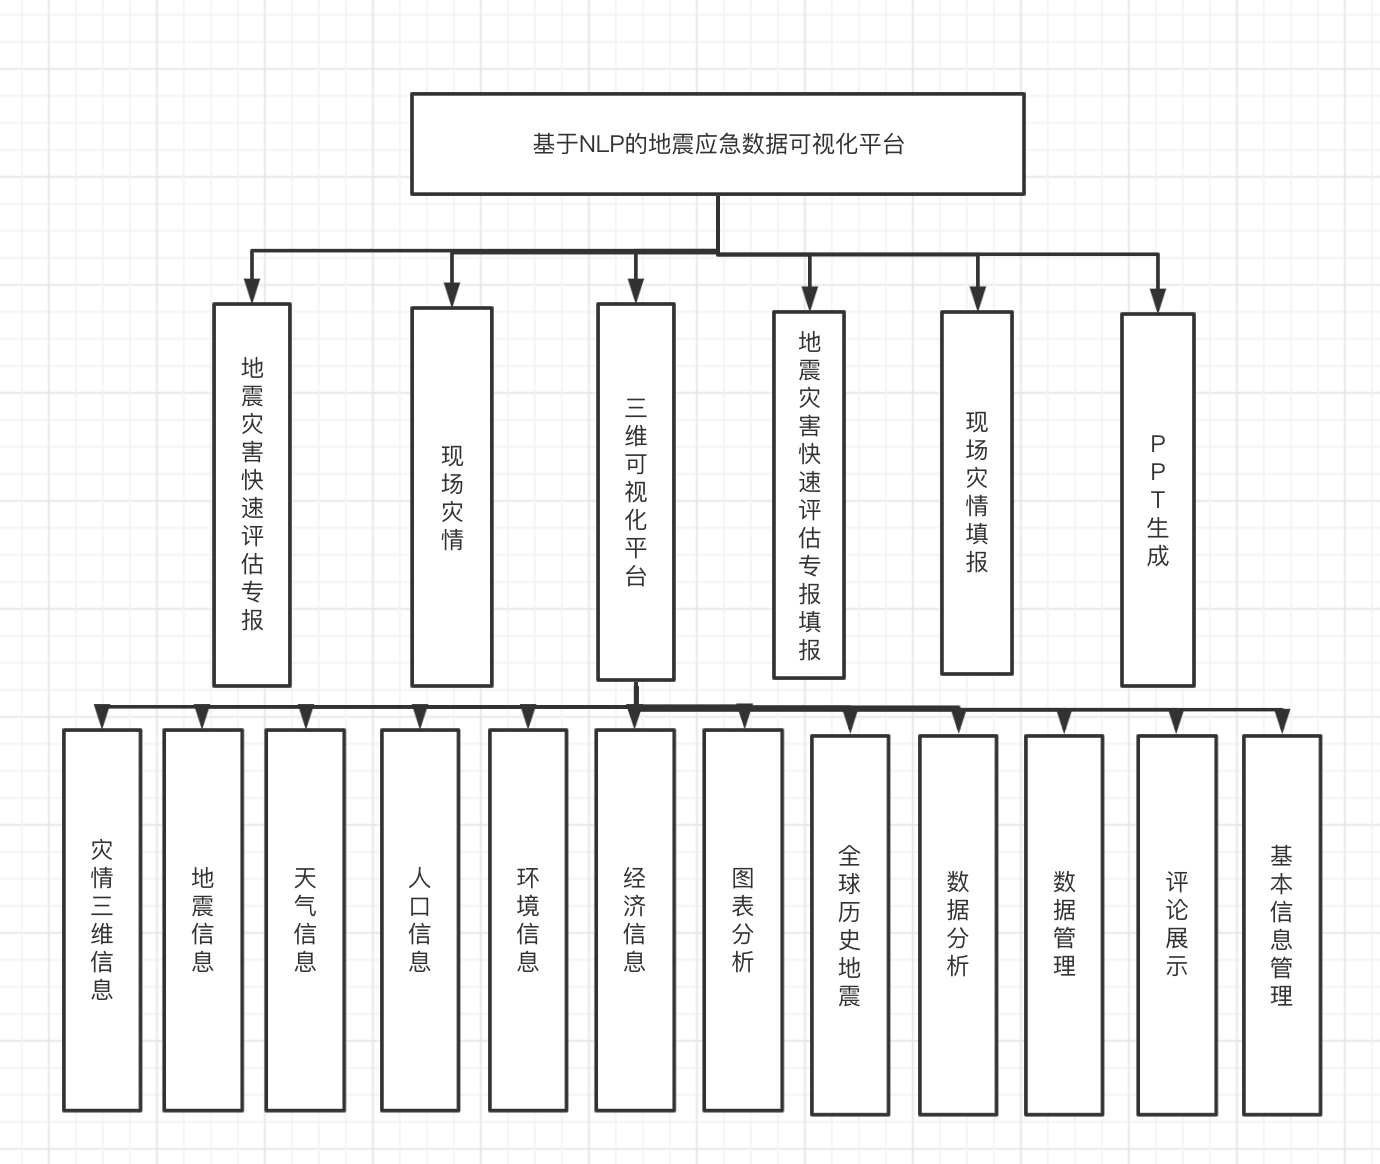 基于NLP的地震应急数据可视化平台
地震灾害快速评估专报
现场灾情
三维可视化平台
地震灾害快速评估专报填报
现场灾情填报
PPT生成
灾情三维信息
地震信息
天气信息
人口信息
环境信息
经济信息
图表分析
全球历史地震
数据分析
数据管理
评论展示
基本信息管理